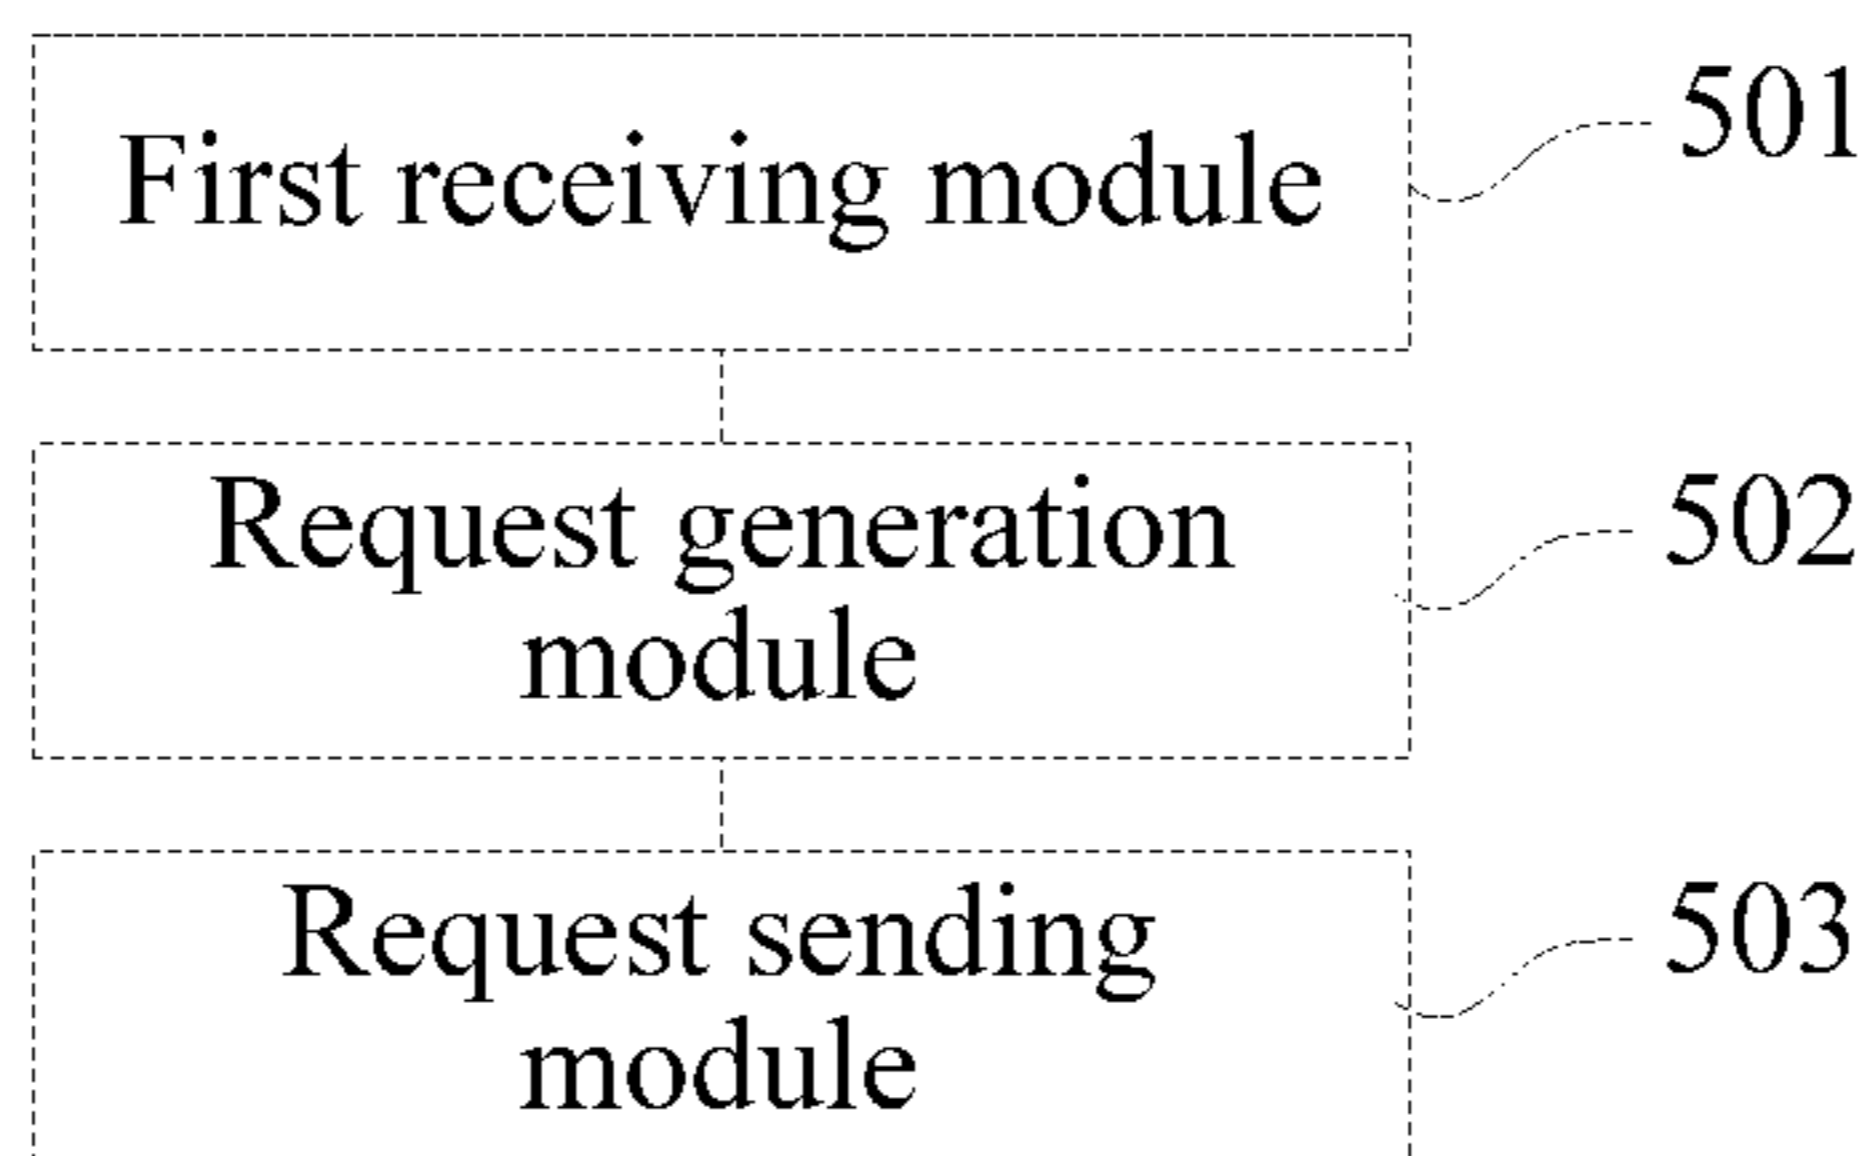 First receiving module
501
Request generation
module
502
Request sending
module
503